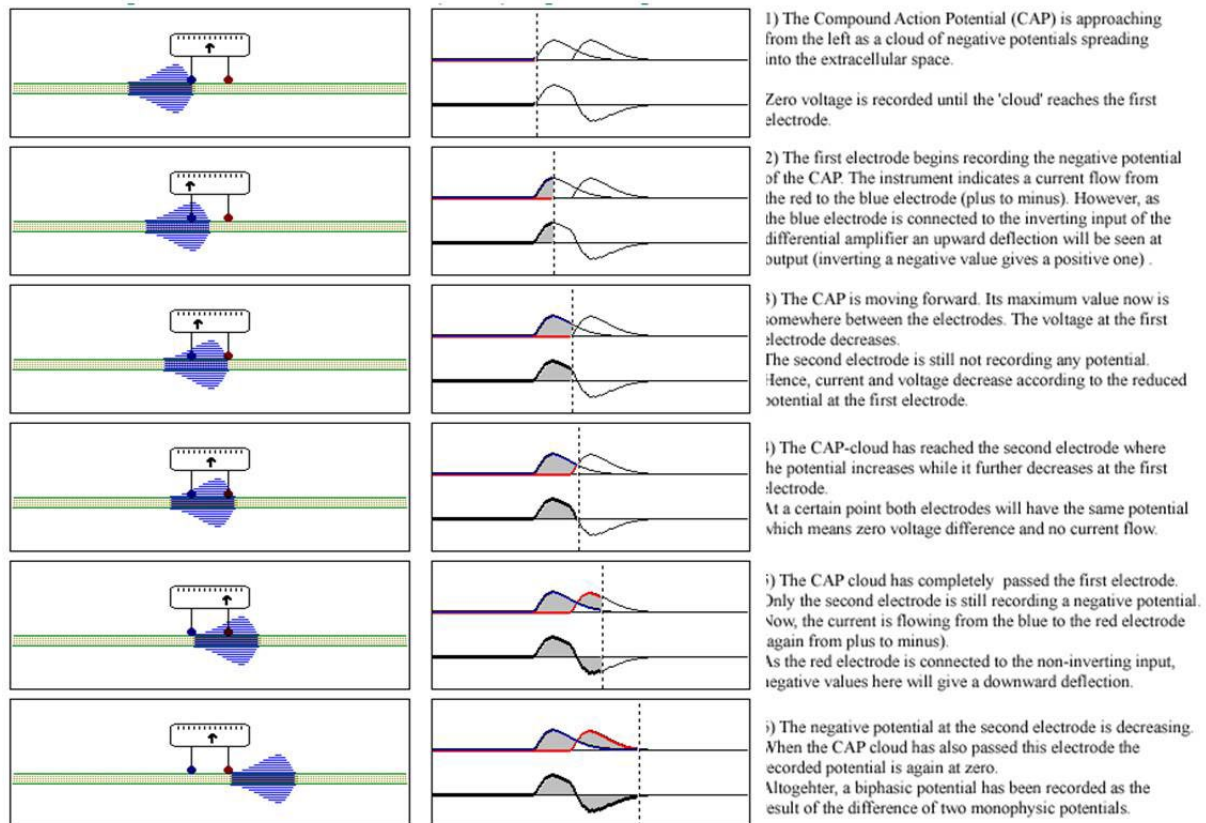 1) The Compound Action Potential (CAP) is approaching
from the left as a cloud of negative potentials spreading
into the extracellular space.
Zero voltage is recorded until the 'cloud' reaches the first
electrode.
2) The first electrode begins recording the negative potential
of the CAP. The instrument indicates a current flow from
the red to the blue electrode (plus to minus). However, as
the blue electrode is connected to the inverting input of the
differential amplifier an upward deflection will be seen at
output (inverting a negative value gives a positive one) .
3) The CAP is moving forward. Its maximum value now is
somewhere between the electrodes. The voltage at the first
electrode decreases.
The second electrode is still not recording any potential.
Hence, current and voltage decrease according to the reduced
potential at the first electrode.
4) The CAP-cloud has reached the second electrode where
he potential increases while it further decreases at the first
electrode.
At a certain point both electrodes will have the same potential
which means zero voltage difference and no current flow.
5) The CAP cloud has completely passed the first electrode.
Only the second electrode is still recording a negative potential.
Now, the current is flowing from the blue to the red electrode
again from plus to minus).
As the red electrode is connected to the non-inverting input,
negative values here will give a downward deflection.
6) The negative potential at the second electrode is decreasing.
When the CAP cloud has also passed this electrode the
recorded potential is again at zero.
Altogehter, a biphasic potential has been recorded as the
result of the difference of two monophysic potentials.